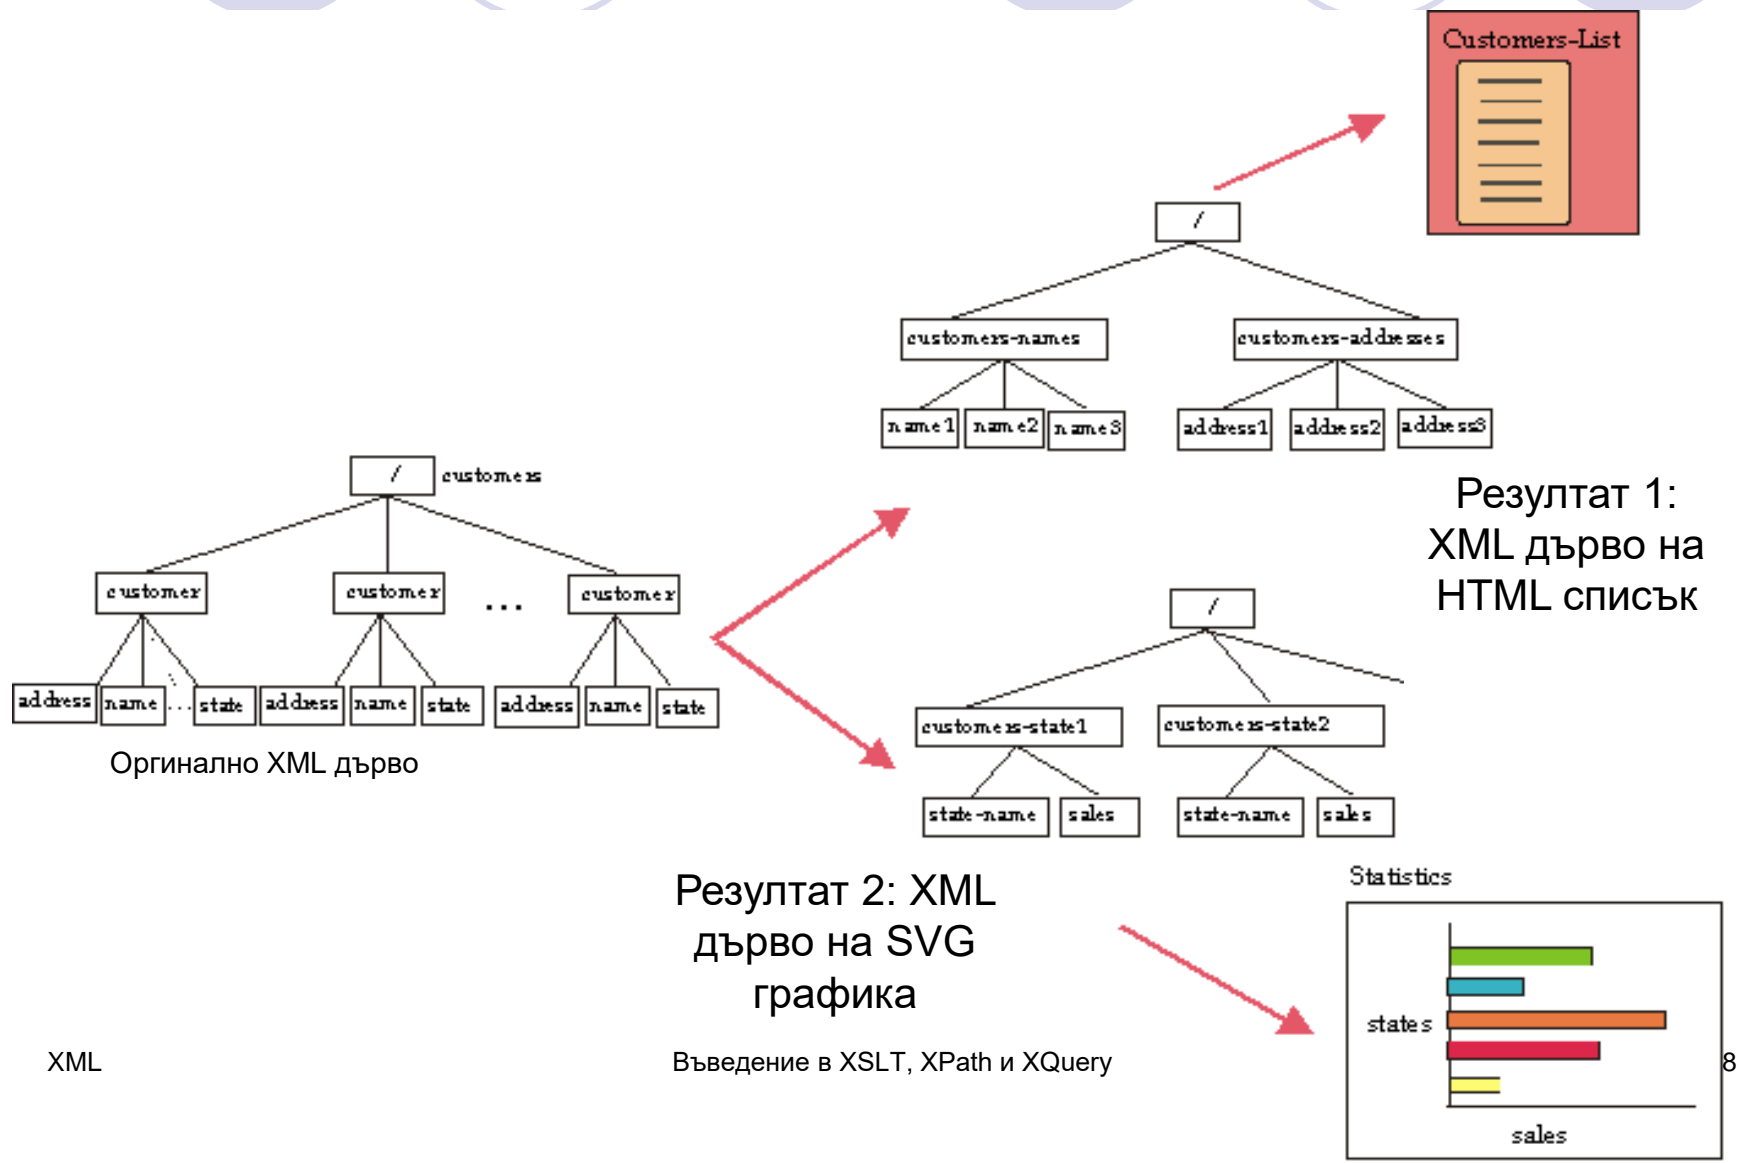 Customers-List
/
customers-names
customers-addresses
name1 name2 name3
address1 address2 address3
/ customers
customer customer ... customer
address name ... state address name state address name state
Оргинално XML дърво
Резултат 1:
XML дърво на
HTML списък
/
customers-state1
customers-state2
state-name sales
state-name sales
Резултат 2: XML
дърво на SVG
графика
Statistics
states
sales
XML
Въведение в XSLT, XPath и XQuery
8